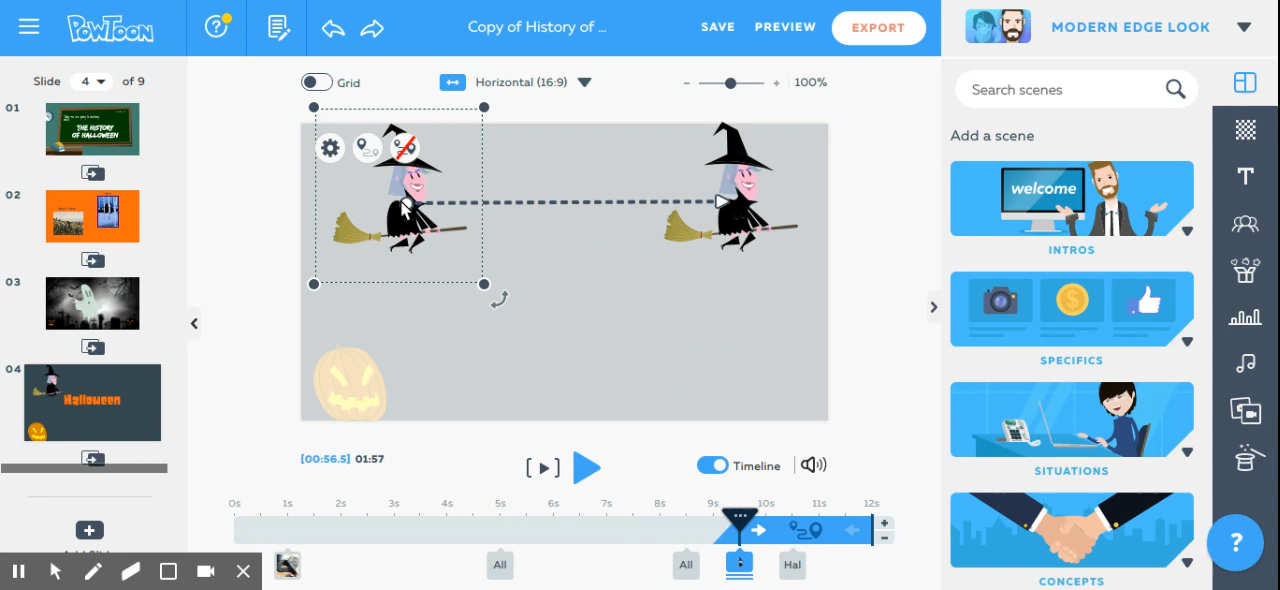 POWTOON
?
Copy of History of ...
SAVE
PREVIEW
EXPORT
MODERN EDGE LOOK
Slide 4 of 9
Grid
Horizontal (16:9)
- + 100%
Search scenes
Add a scene
01
THE HISTORY
OF HALLOWEEN
welcome
INTROS
02
03
SPECIFICS
04
Halloween
SITUATIONS
[00:56.5] 01:57
Timeline
0s 1s 2s 3s 4s 5s 6s 7s 8s 9s 10s 11s 12s
+
-
All
All
Hal
?
CONCEPTS